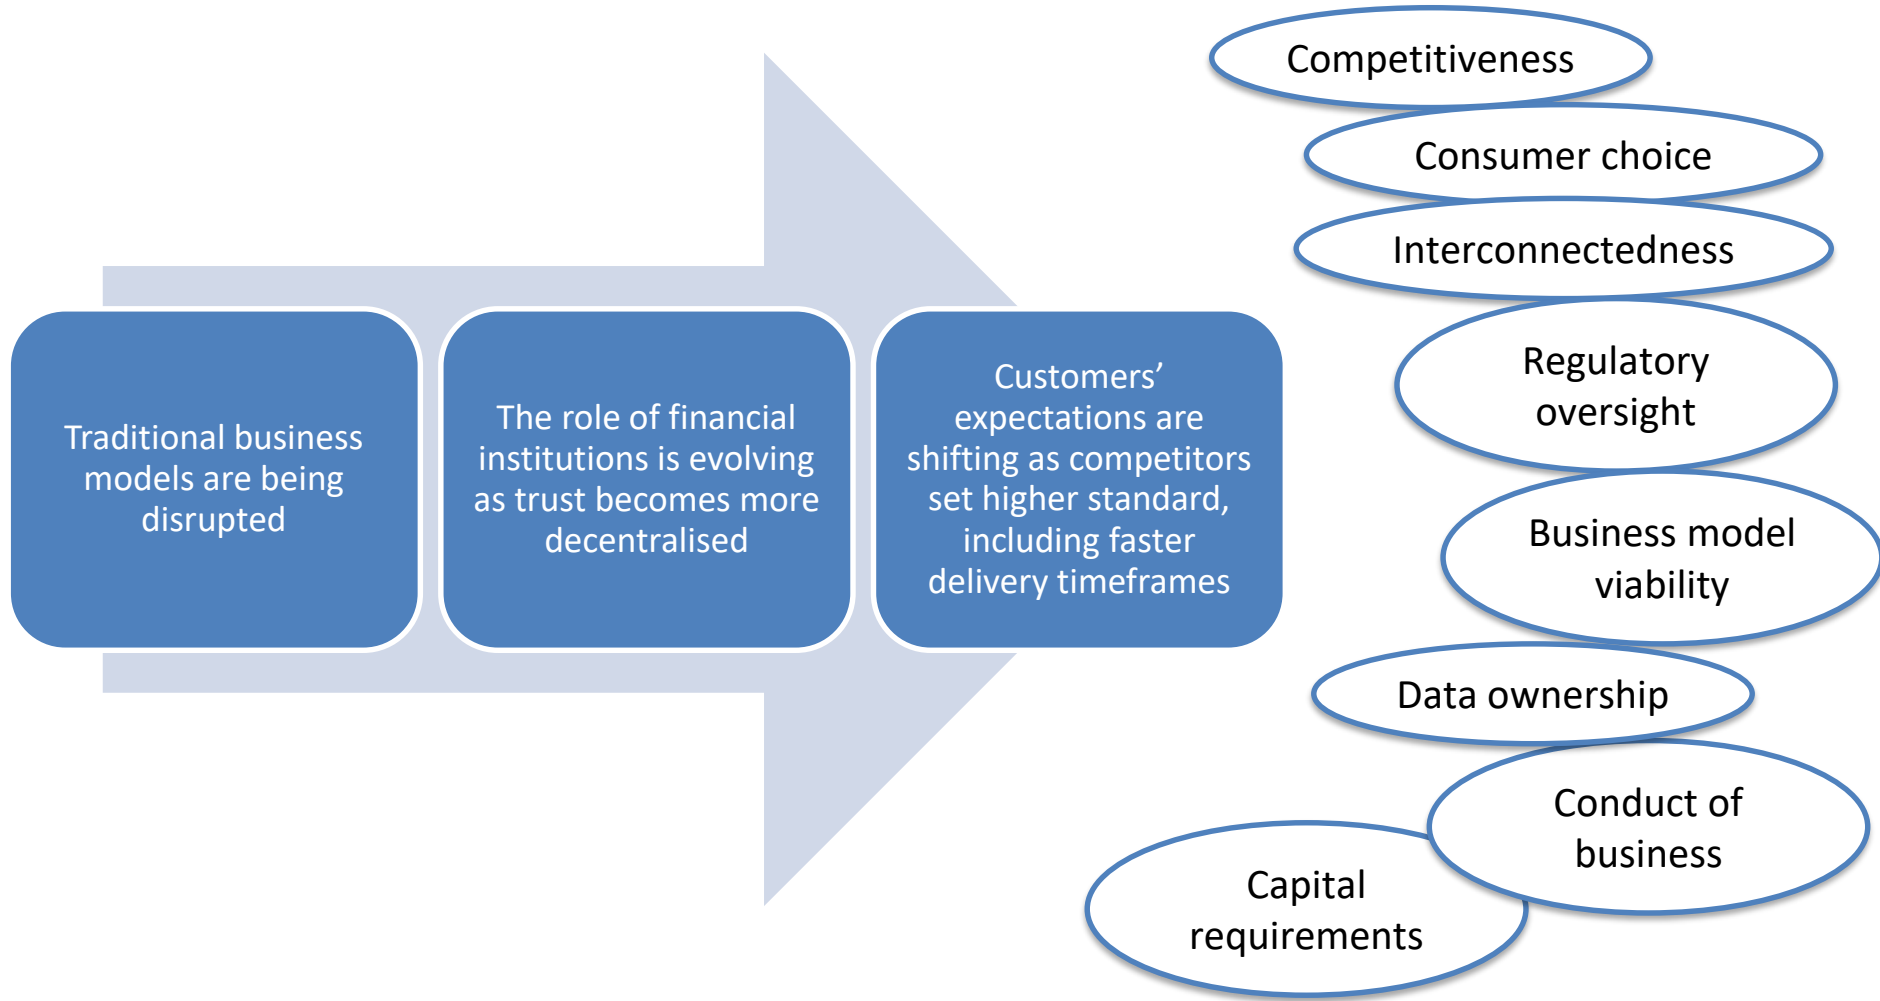 Traditional business
models are being
disrupted
The role of financial
institutions is evolving
as trust becomes more
decentralised
Customers’
expectations are
shifting as competitors
set higher standard,
including faster
delivery timeframes
Competitiveness
Consumer choice
Interconnectedness
Regulatory
oversight
Business model
viability
Data ownership
Conduct of
business
Capital
requirements